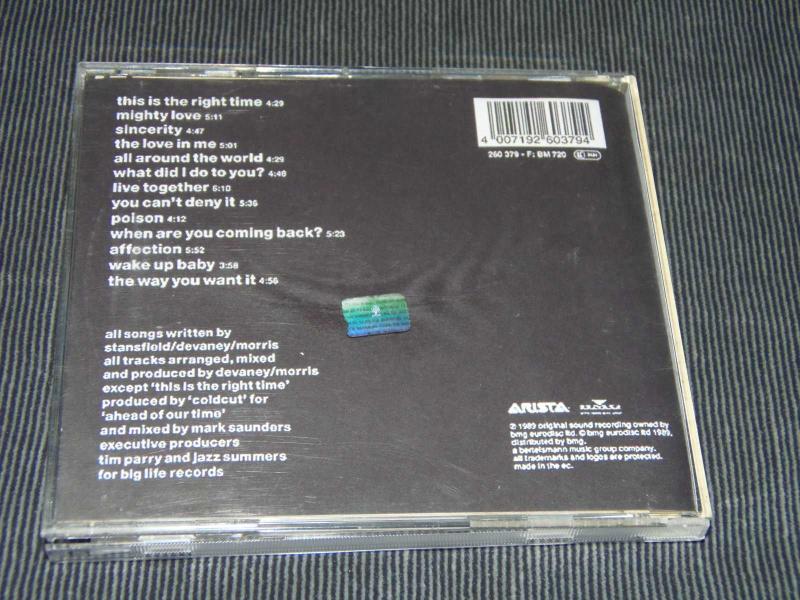 this is the right time 4:29
mighty love 5:11
sincerity 4:47
the love in me 5:01
all around the world 4:29
what did I do to you? 4:46
live together 6:10
you can't deny it 5:36
poison 4:12
when are you coming back? 5:23
affection 5:52
wake up baby 3:58
the way you want it 4:56
all songs written by
stansfield/devaney/morris
all tracks arranged, mixed
and produced by devaney/morris
except 'this is the right time'
produced by 'coldcut' for
'ahead of our time'
and mixed by mark saunders
executive producers
tim parry and jazz summers
for big life records
4 007192 603794
260 379 - F: BM 720
ARISTA
BMG
℗ 1989 original sound recording owned by
bmg eurodisc ltd. © bmg eurodisc ltd 1989,
distributed by bmg.
a bertelsmann music group company.
all trademarks and logos are protected.
made in the ec.